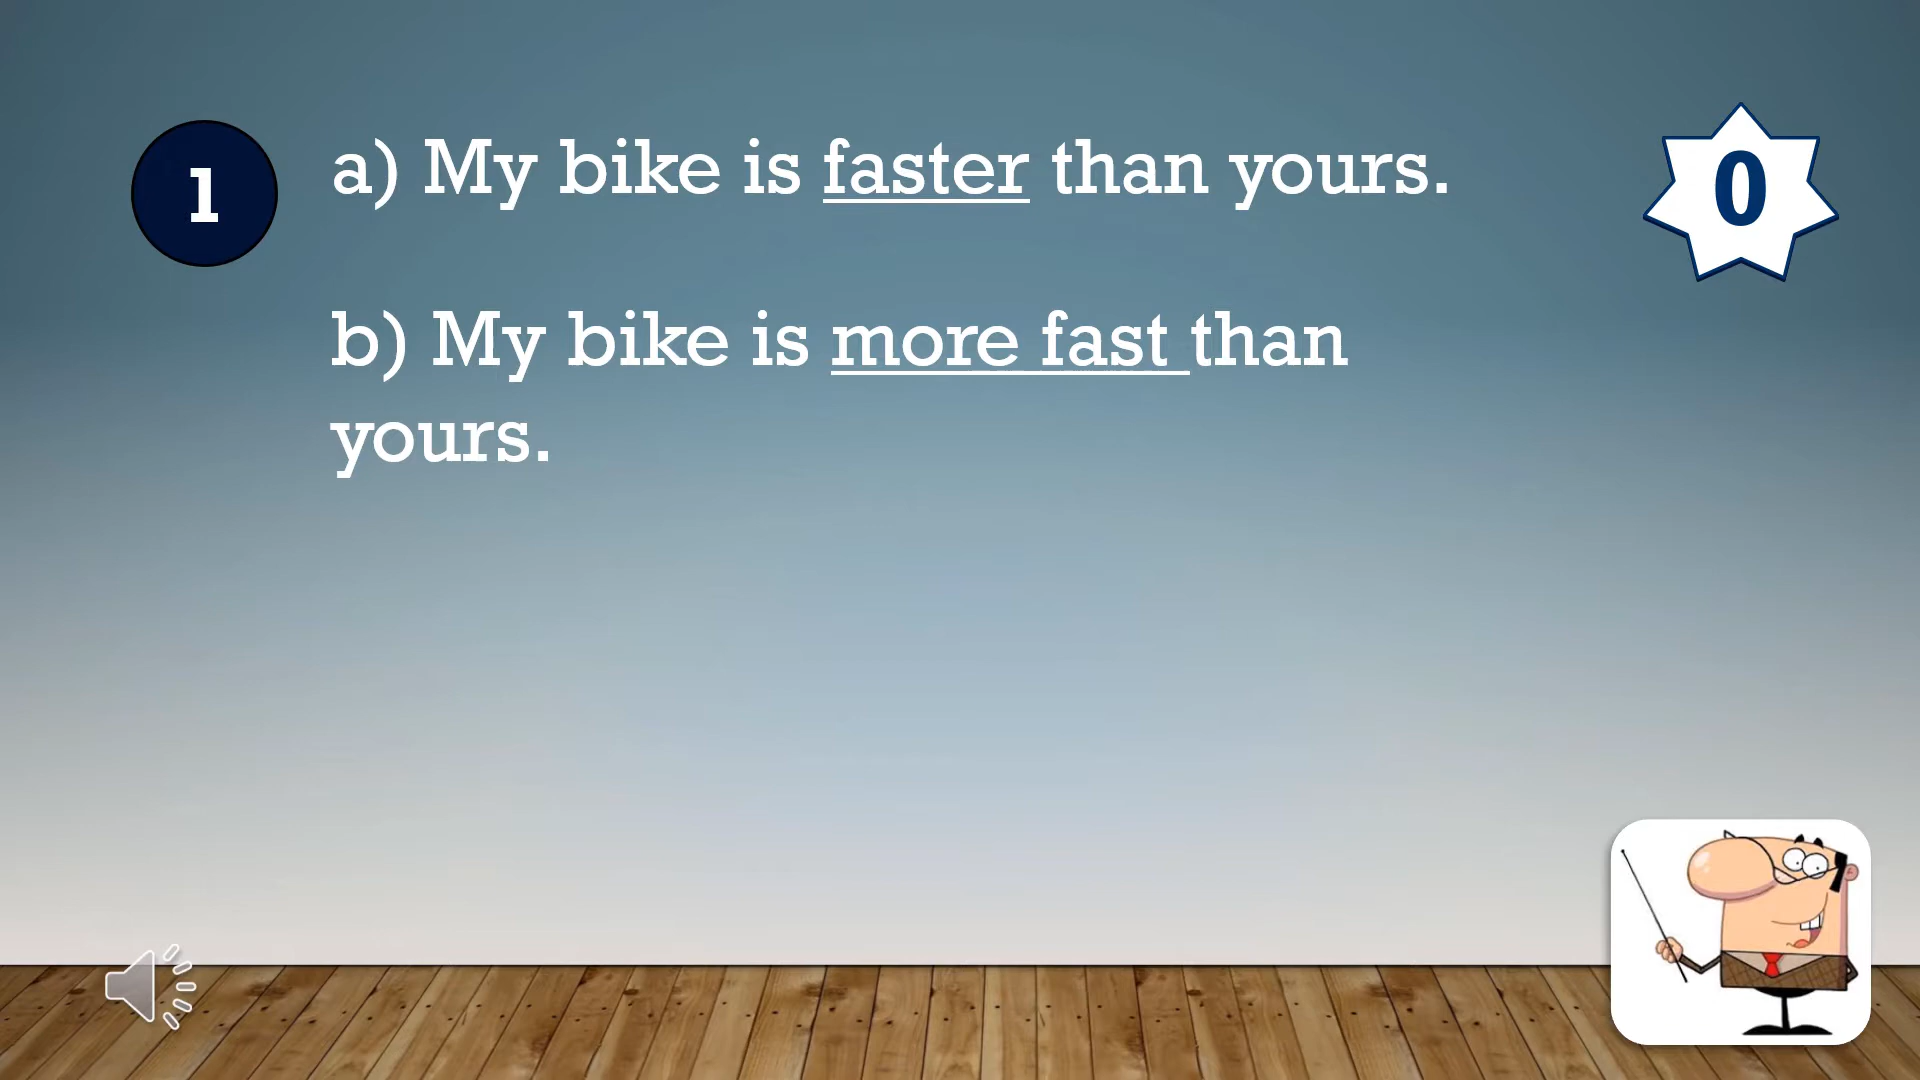 1
a) My bike is faster than yours.
0
b) My bike is more fast than
yours.